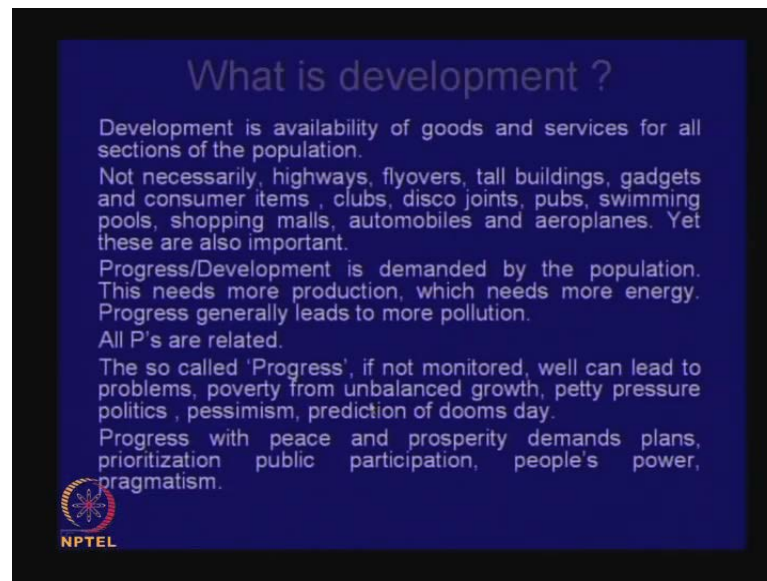 What is development ?
Development is availability of goods and services for all
sections of the population.
Not necessarily, highways, flyovers, tall buildings, gadgets
and consumer items , clubs, disco joints, pubs, swimming
pools, shopping malls, automobiles and aeroplanes. Yet
these are also important.
Progress/Development is demanded by the population.
This needs more production, which needs more energy.
Progress generally leads to more pollution.
All P's are related.
The so called 'Progress', if not monitored, well can lead to
problems, poverty from unbalanced growth, petty pressure
politics , pessimism, prediction of dooms day.
Progress with peace and prosperity demands plans,
prioritization public participation, people's power,
pragmatism.
NPTEL